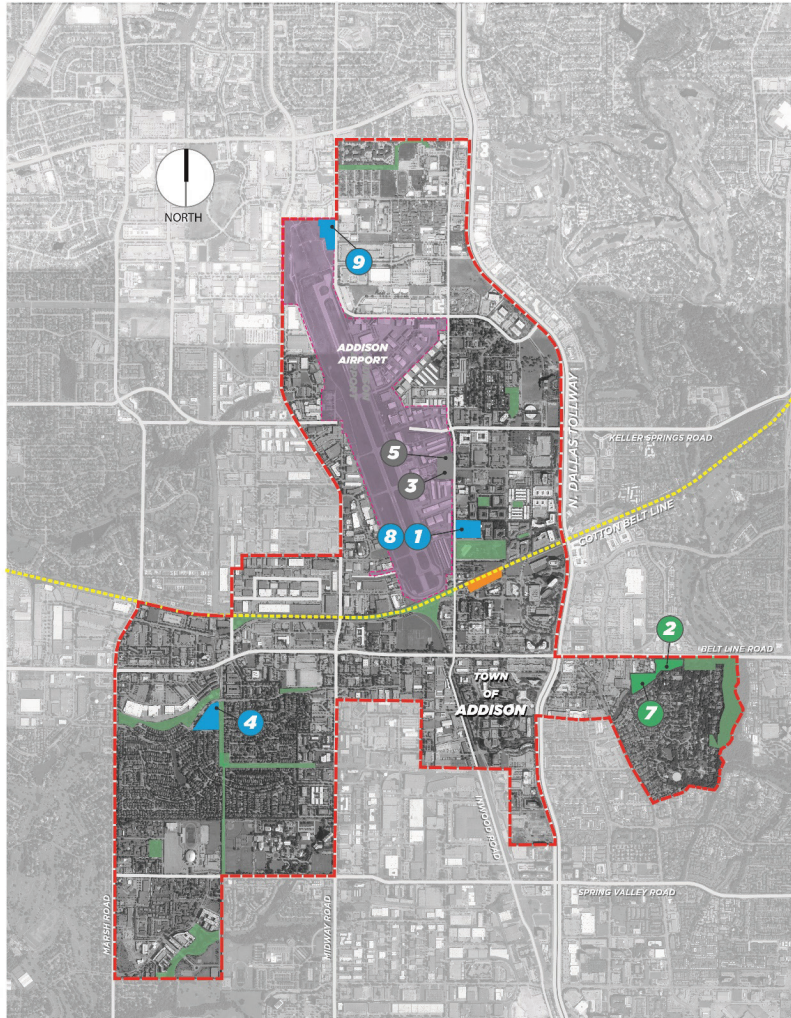 NORTH
9
ADDISON
AIRPORT
N. DALLAS TOLLWAY
KELLER SPRINGS ROAD
5
3
8
1
COTTON BELT LINE
2
BELT LINE ROAD
TOWN
OF
ADDISON
7
4
INWOOD ROAD
SPRING VALLEY ROAD
MARSH ROAD
MIDWAY ROAD